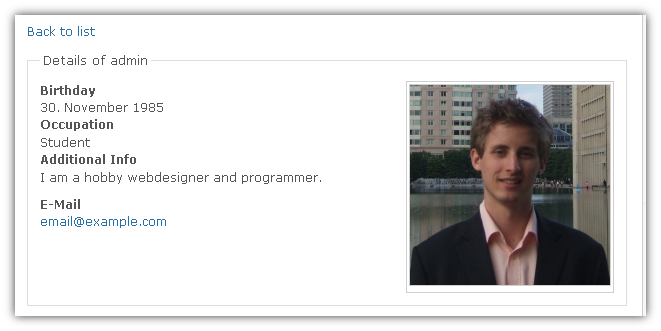 Back to list
Details of admin
Birthday
30. November 1985
Occupation
Student
Additional Info
I am a hobby webdesigner and programmer.
E-Mail
email@example.com